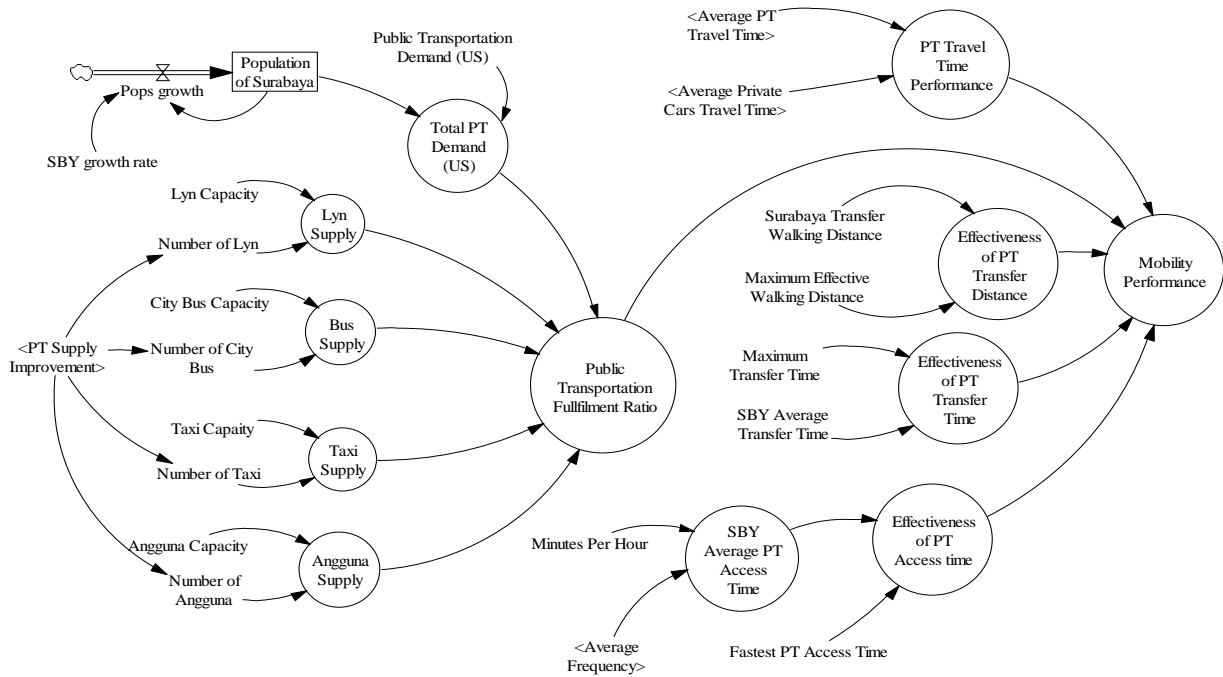 Population
of Surabaya
Pops growth
SBY growth rate
Public Transportation
Demand (US)
Total PT
Demand
(US)
Lyn Capacity
Number of Lyn
Lyn
Supply
City Bus Capacity
<PT Supply
Improvement>
Number of City
Bus
Bus
Supply
Taxi Capaity
Number of Taxi
Taxi
Supply
Angguna Capacity
Number of
Angguna
Angguna
Supply
Public
Transportation
Fullfilment Ratio
<Average PT
Travel Time>
<Average Private
Cars Travel Time>
PT Travel
Time
Performance
Surabaya Transfer
Walking Distance
Maximum Effective
Walking Distance
Effectiveness
of PT
Transfer
Distance
Mobility
Performance
Maximum
Transfer Time
SBY Average
Transfer Time
Effectiveness
of PT
Transfer
Time
Minutes Per Hour
SBY
Average PT
Access
Time
<Average
Frequency>
Effectiveness
of PT
Access time
Fastest PT Access Time